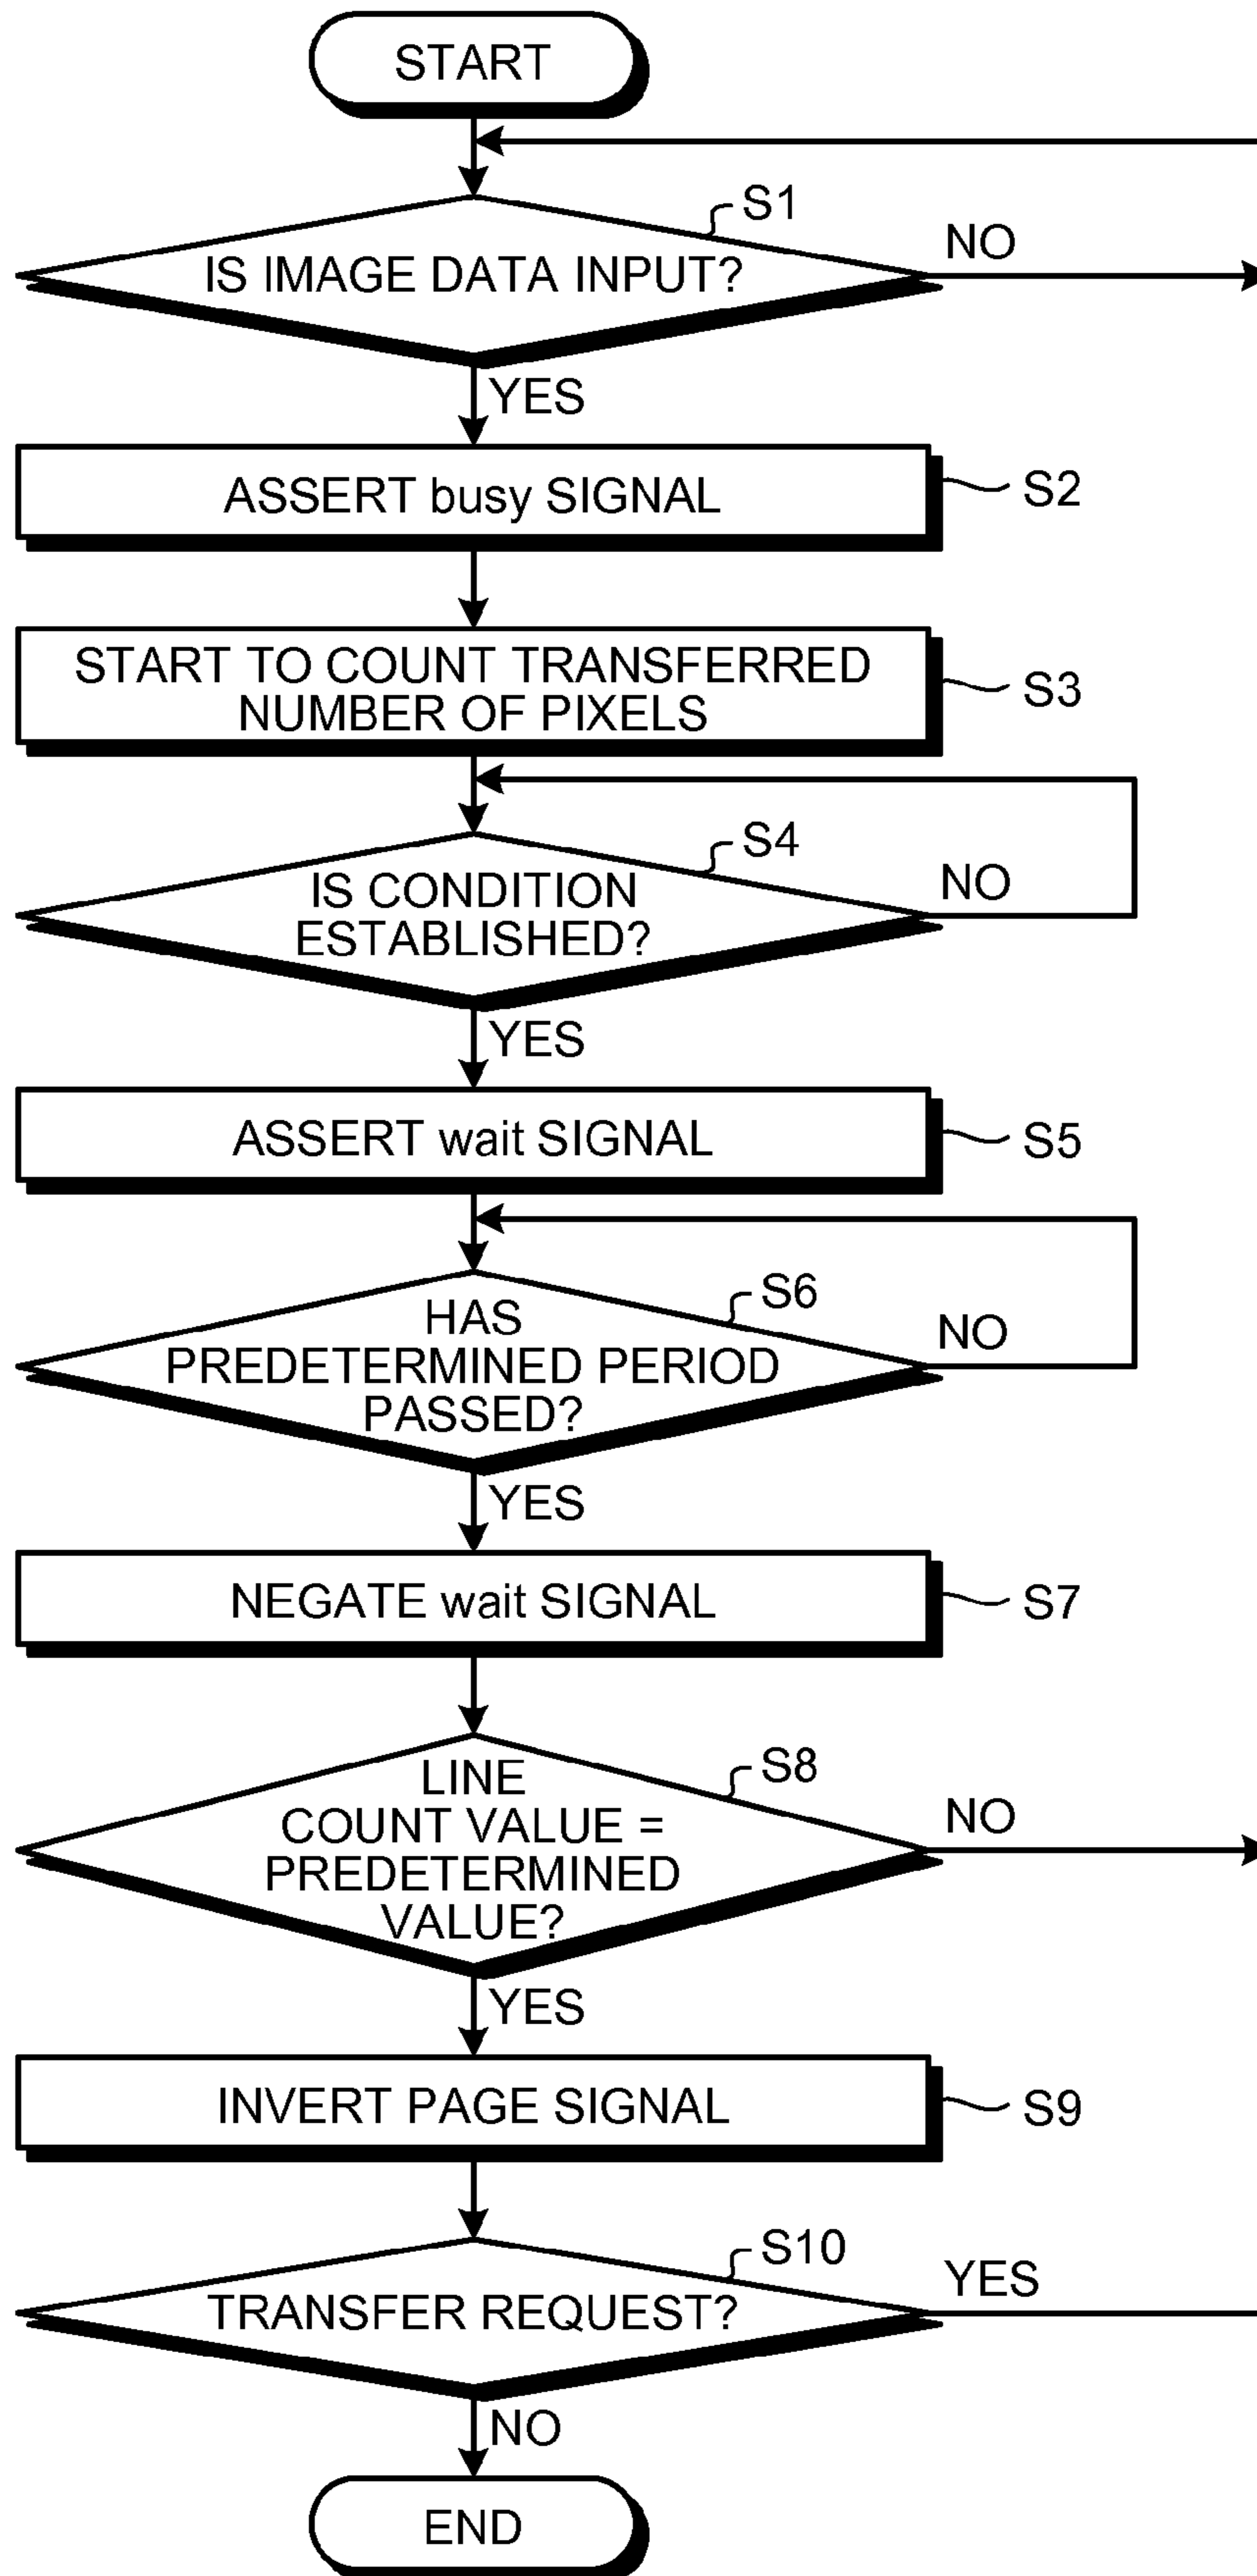 START
S1
IS IMAGE DATA INPUT?
NO
YES
ASSERT busy SIGNAL
S2
START TO COUNT TRANSFERRED
NUMBER OF PIXELS
S3
S4
IS CONDITION
ESTABLISHED?
NO
YES
ASSERT wait SIGNAL
S5
S6
HAS
PREDETERMINED PERIOD
PASSED?
NO
YES
NEGATE wait SIGNAL
S7
S8
LINE
COUNT VALUE =
PREDETERMINED
VALUE?
NO
YES
INVERT PAGE SIGNAL
S9
S10
TRANSFER REQUEST?
YES
NO
END